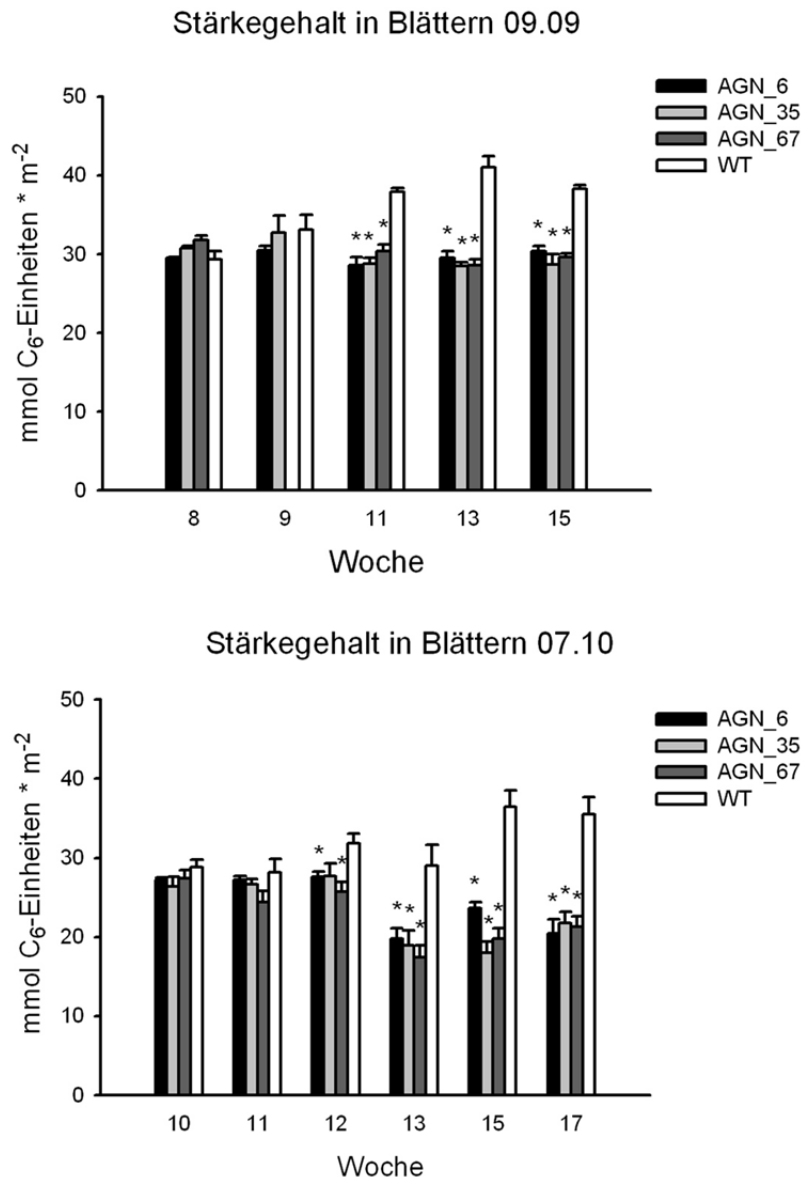 Stärkegehalt in Blättern 09.09
AGN_6
AGN_35
AGN_67
WT
mmol C6-Einheiten * m-2
50
40
30
20
10
0
* * *
* * *
* * *
8 9 11 13 15
Woche
Stärkegehalt in Blättern 07.10
AGN_6
AGN_35
AGN_67
WT
mmol C6-Einheiten * m-2
50
40
30
20
10
0
* *
* * *
* * *
* * *
10 11 12 13 15 17
Woche